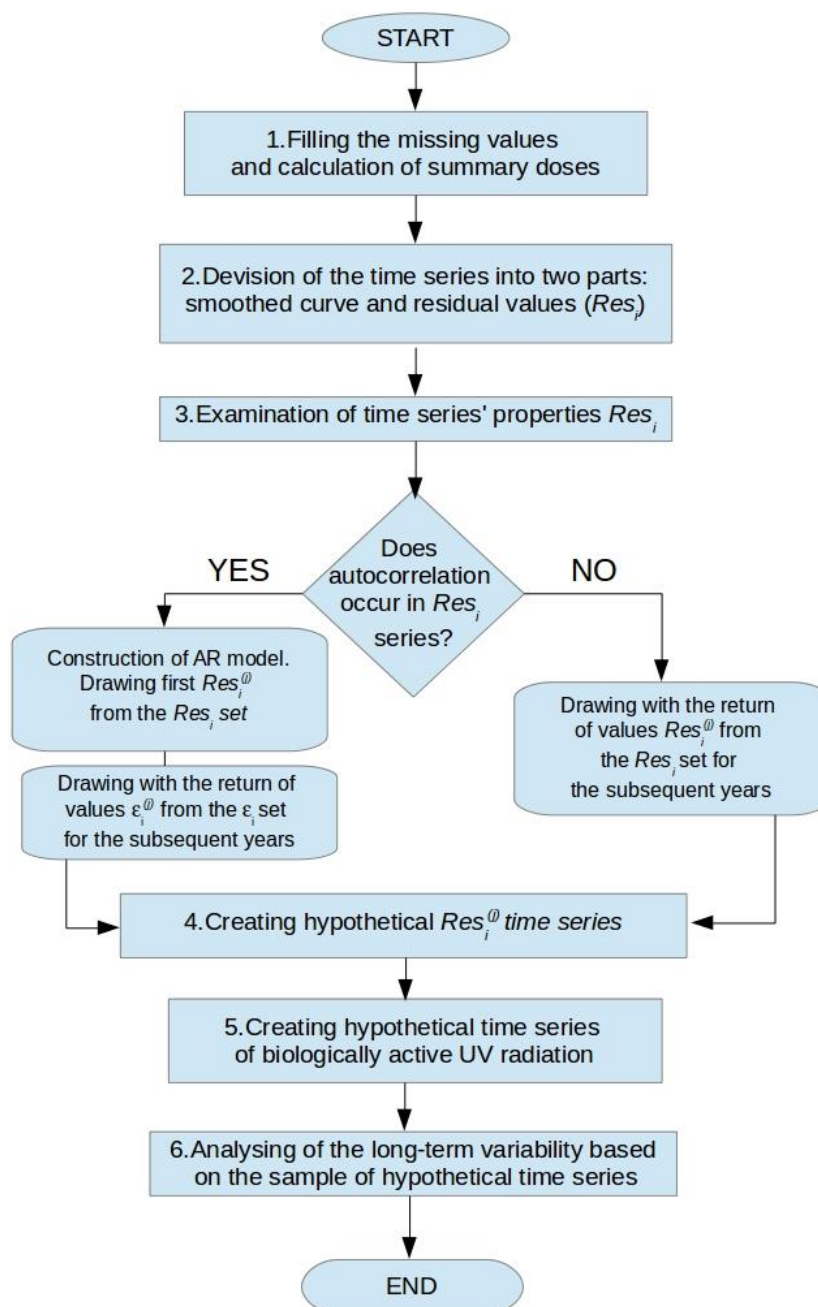 START
1.Filling the missing values
and calculation of summary doses
2.Devision of the time series into two parts:
smoothed curve and residual values (Resᵢ)
3.Examination of time series' properties Resᵢ
Does
autocorrelation
occur in Resᵢ
series?
YES
NO
Construction of AR model.
Drawing first Resᵢ⁽ʲ⁾
from the Resᵢ set
Drawing with the return of
values εᵢ⁽ʲ⁾ from the εᵢ set
for the subsequent years
Drawing with the return
of values Resᵢ⁽ʲ⁾ from
the Resᵢ set for
the subsequent years
4.Creating hypothetical Resᵢ⁽ʲ⁾ time series
5.Creating hypothetical time series
of biologically active UV radiation
6.Analysing of the long-term variability based
on the sample of hypothetical time series
END